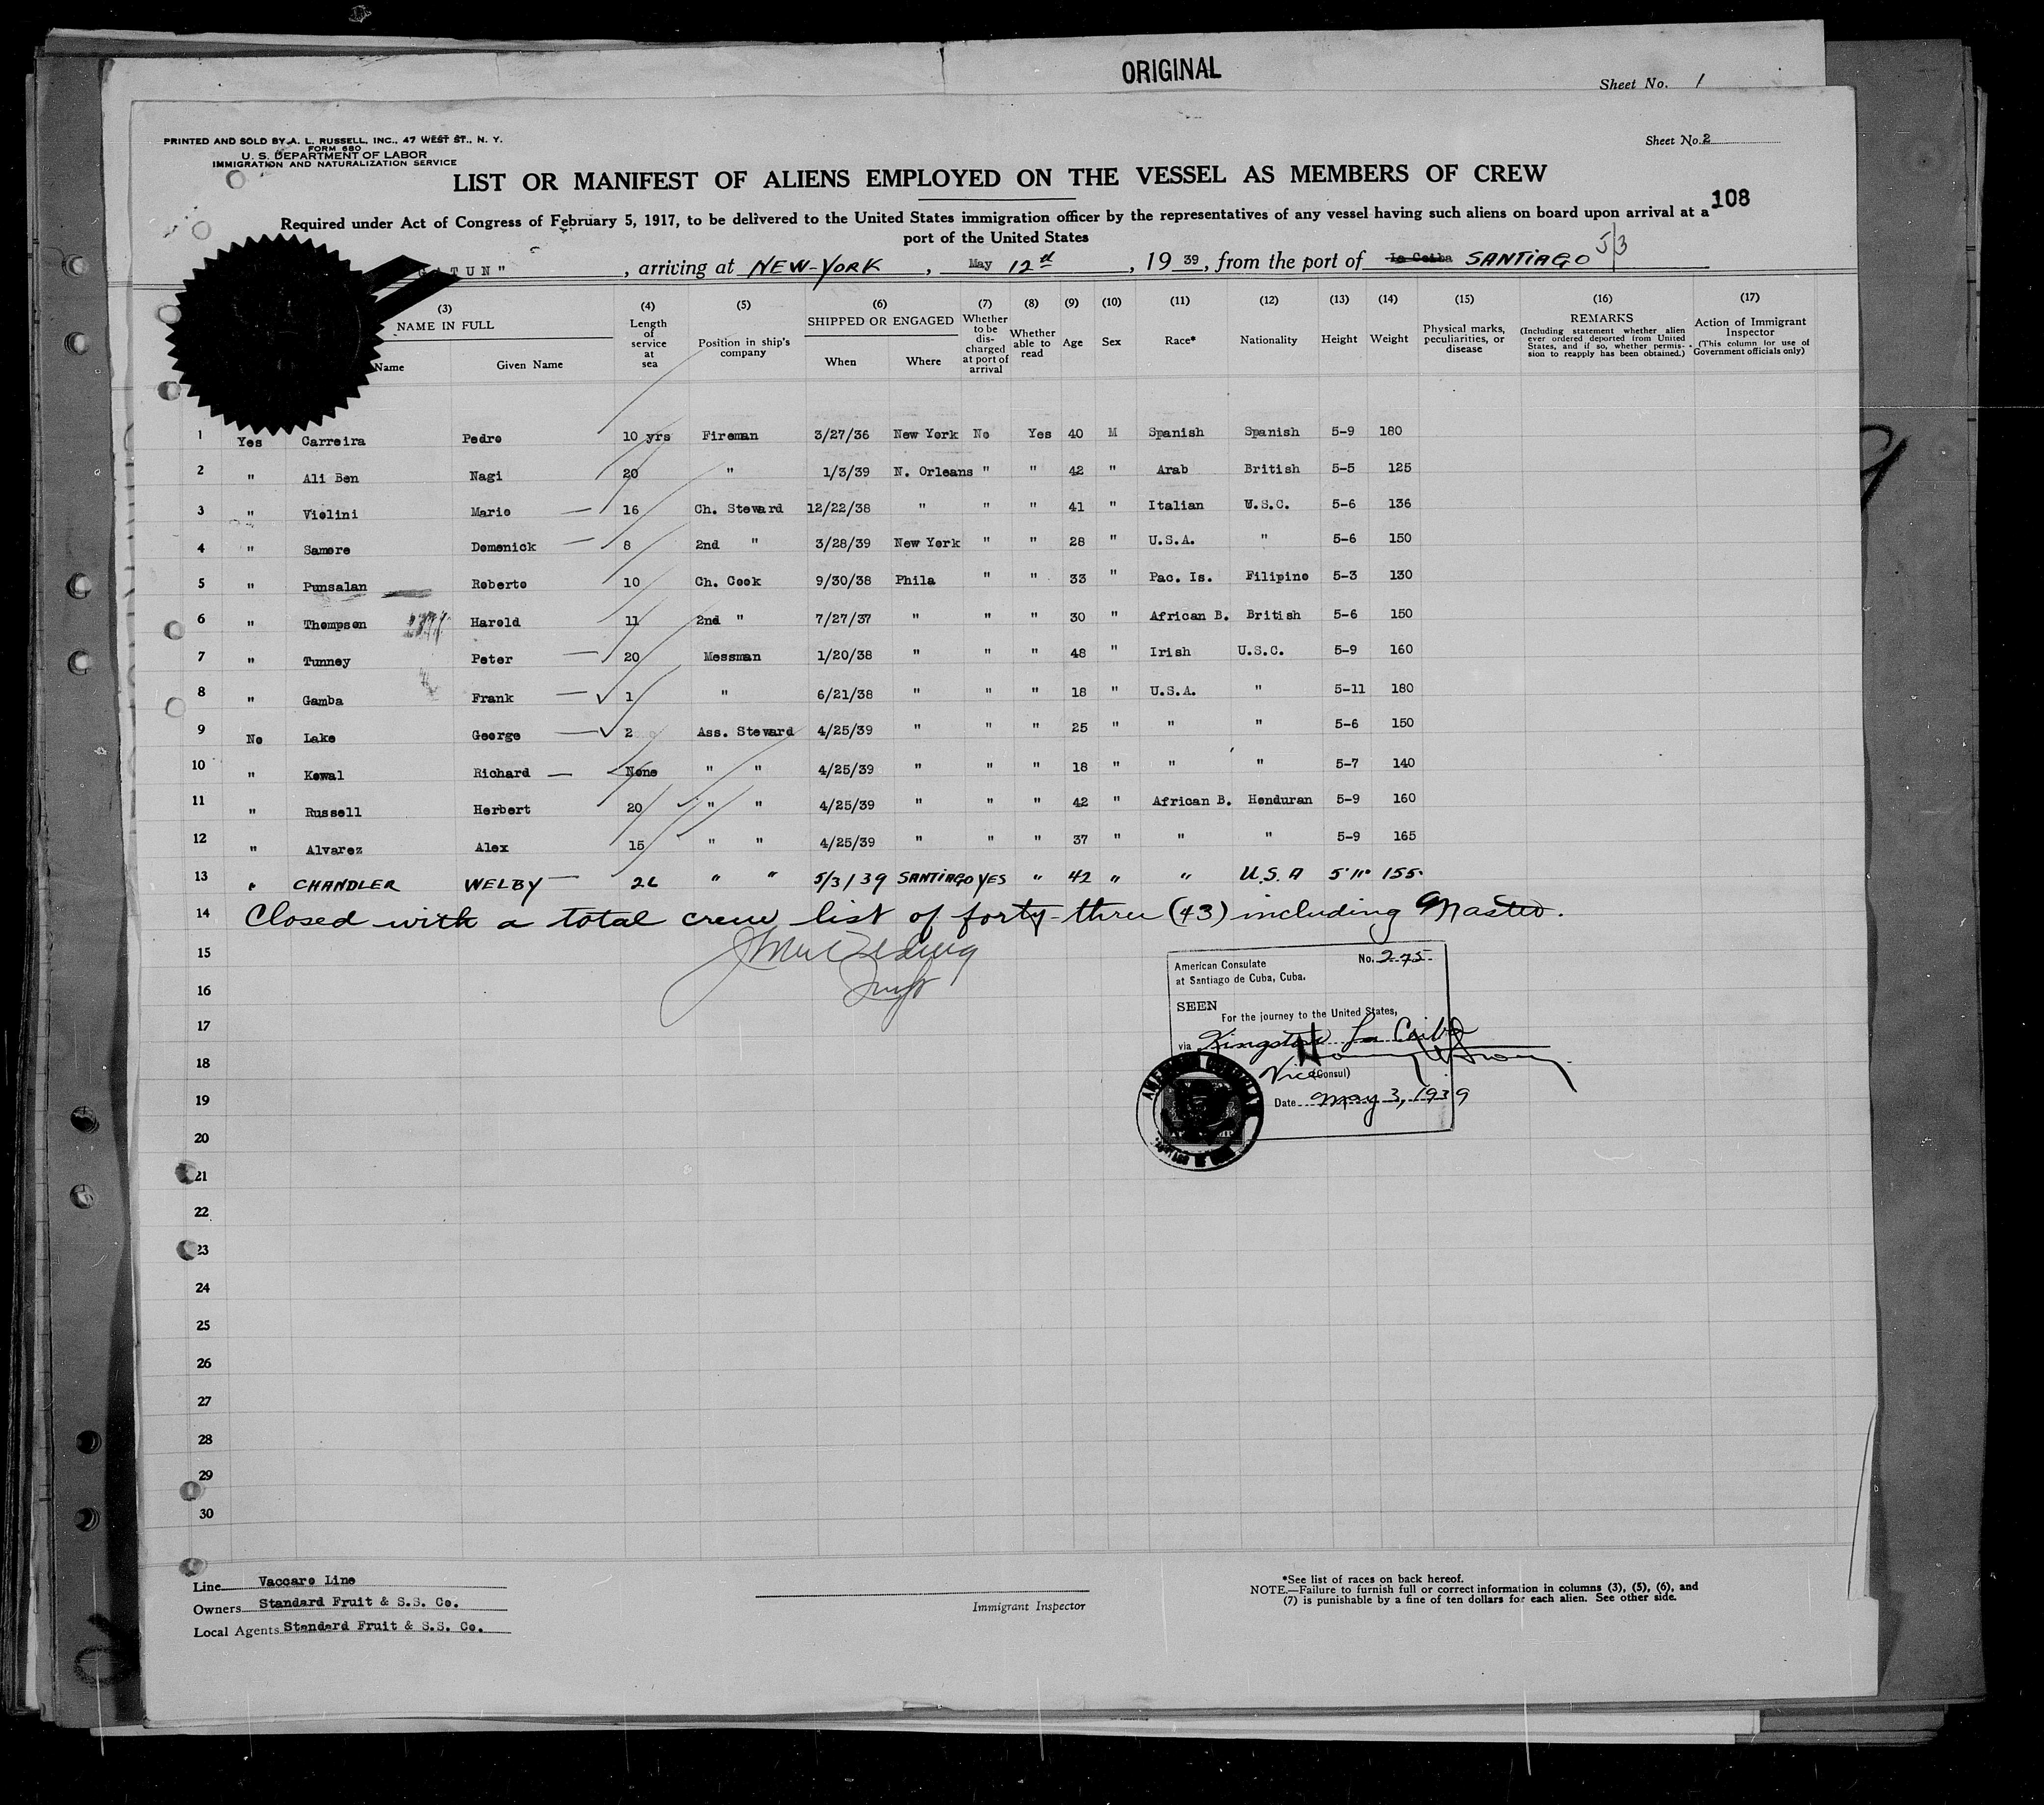 ORIGINAL
Sheet No. 1
PRINTED AND SOLD BY A. L. RUSSELL, INC., 47 WEST ST., N. Y.
FORM 680
U. S. DEPARTMENT OF LABOR
IMMIGRATION AND NATURALIZATION SERVICE
Sheet No. 2
LIST OR MANIFEST OF ALIENS EMPLOYED ON THE VESSEL AS MEMBERS OF CREW
108
Required under Act of Congress of February 5, 1917, to be delivered to the United States immigration officer by the representatives of any vessel having such aliens on board upon arrival at a
port of the United States
GATUN" , arriving at NEW-YORK , May 12th , 19 39, from the port of La Ceiba SANTIAGO 5/3
(3) NAME IN FULL Name Given Name (4) Length of service at sea (5) Position in ship's company (6) SHIPPED OR ENGAGED When Where (7) Whether to be discharged at port of arrival (8) Whether able to read (9) Age (10) Sex (11) Race* (12) Nationality (13) Height (14) Weight (15) Physical marks, peculiarities, or disease (16) REMARKS (Including statement whether alien ever ordered deported from United States, and if so, whether permission to reapply has been obtained.) (17) Action of Immigrant Inspector (This column for use of Government officials only)
1 Yes Carreira Pedro 10 yrs Fireman 3/27/36 New York No Yes 40 M Spanish Spanish 5-9 180
2 " Ali Ben Nagi 20 " 1/3/39 N. Orleans " " 42 " Arab British 5-5 125
3 " Violini Mario 16 Ch. Steward 12/22/38 " " " 41 " Italian U.S.C. 5-6 136
4 " Samore Domenick 8 2nd " 3/28/39 New York " " 28 " U.S.A. " 5-6 150
5 " Punsalan Roberto 10 Ch. Cook 9/30/38 Phila " " 33 " Pac. Is. Filipino 5-3 130
6 " Thompson Harold 11 2nd " 7/27/37 " " " 30 " African B. British 5-6 150
7 " Tunney Peter 20 Messman 1/20/38 " " " 48 " Irish U.S.C. 5-9 160
8 " Gamba Frank 1 " 6/21/38 " " " 18 " U.S.A. " 5-11 180
9 No Lake George 2 Ass. Steward 4/25/39 " " " 25 " " " 5-6 150
10 " Kowal Richard None " " 4/25/39 " " " 18 " " " 5-7 140
11 " Russell Herbert 20 " " 4/25/39 " " " 42 " African B. Honduran 5-9 160
12 " Alvarez Alex 15 " " 4/25/39 " " " 37 " " " 5-9 165
13 " CHANDLER WELBY 26 " " 5/3/39 SANTIAGO YES " 42 " " U.S.A 5'11" 155
14 Closed with a total crew list of forty-three (43) including Master.
15
16
17
18
19
20
21
22
23
24
25
26
27
28
29
30
American Consulate No. 275
at Santiago de Cuba, Cuba.
SEEN
For the journey to the United States,
via Kingston La Ceiba
Vice (Consul)
Date May 3, 1939
Line Vaccaro Line
Owners Standard Fruit & S.S. Co.
Local Agents Standard Fruit & S.S. Co.
Immigrant Inspector
*See list of races on back hereof.
NOTE.—Failure to furnish full or correct information in columns (3), (5), (6), and
(7) is punishable by a fine of ten dollars for each alien. See other side.